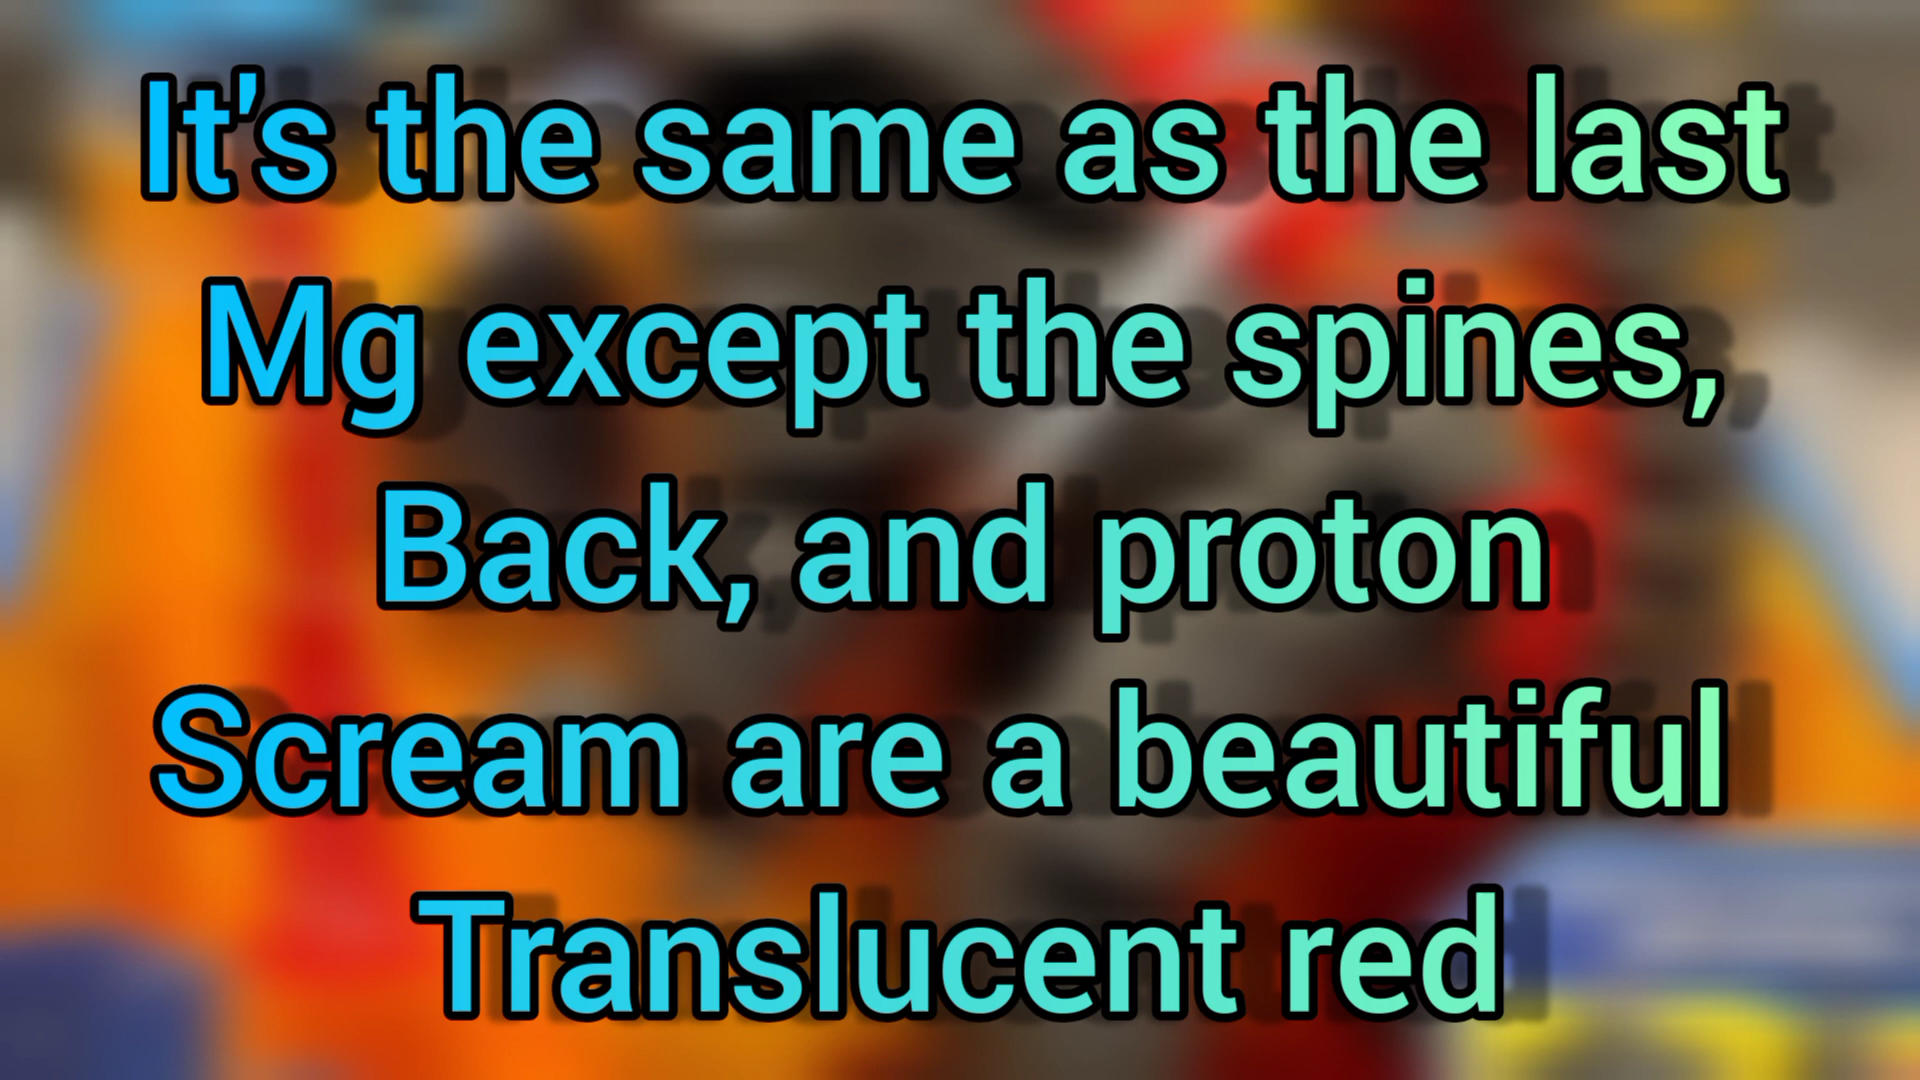 It's the same as the last
Mg except the spines,
Back, and proton
Scream are a beautiful
Translucent red